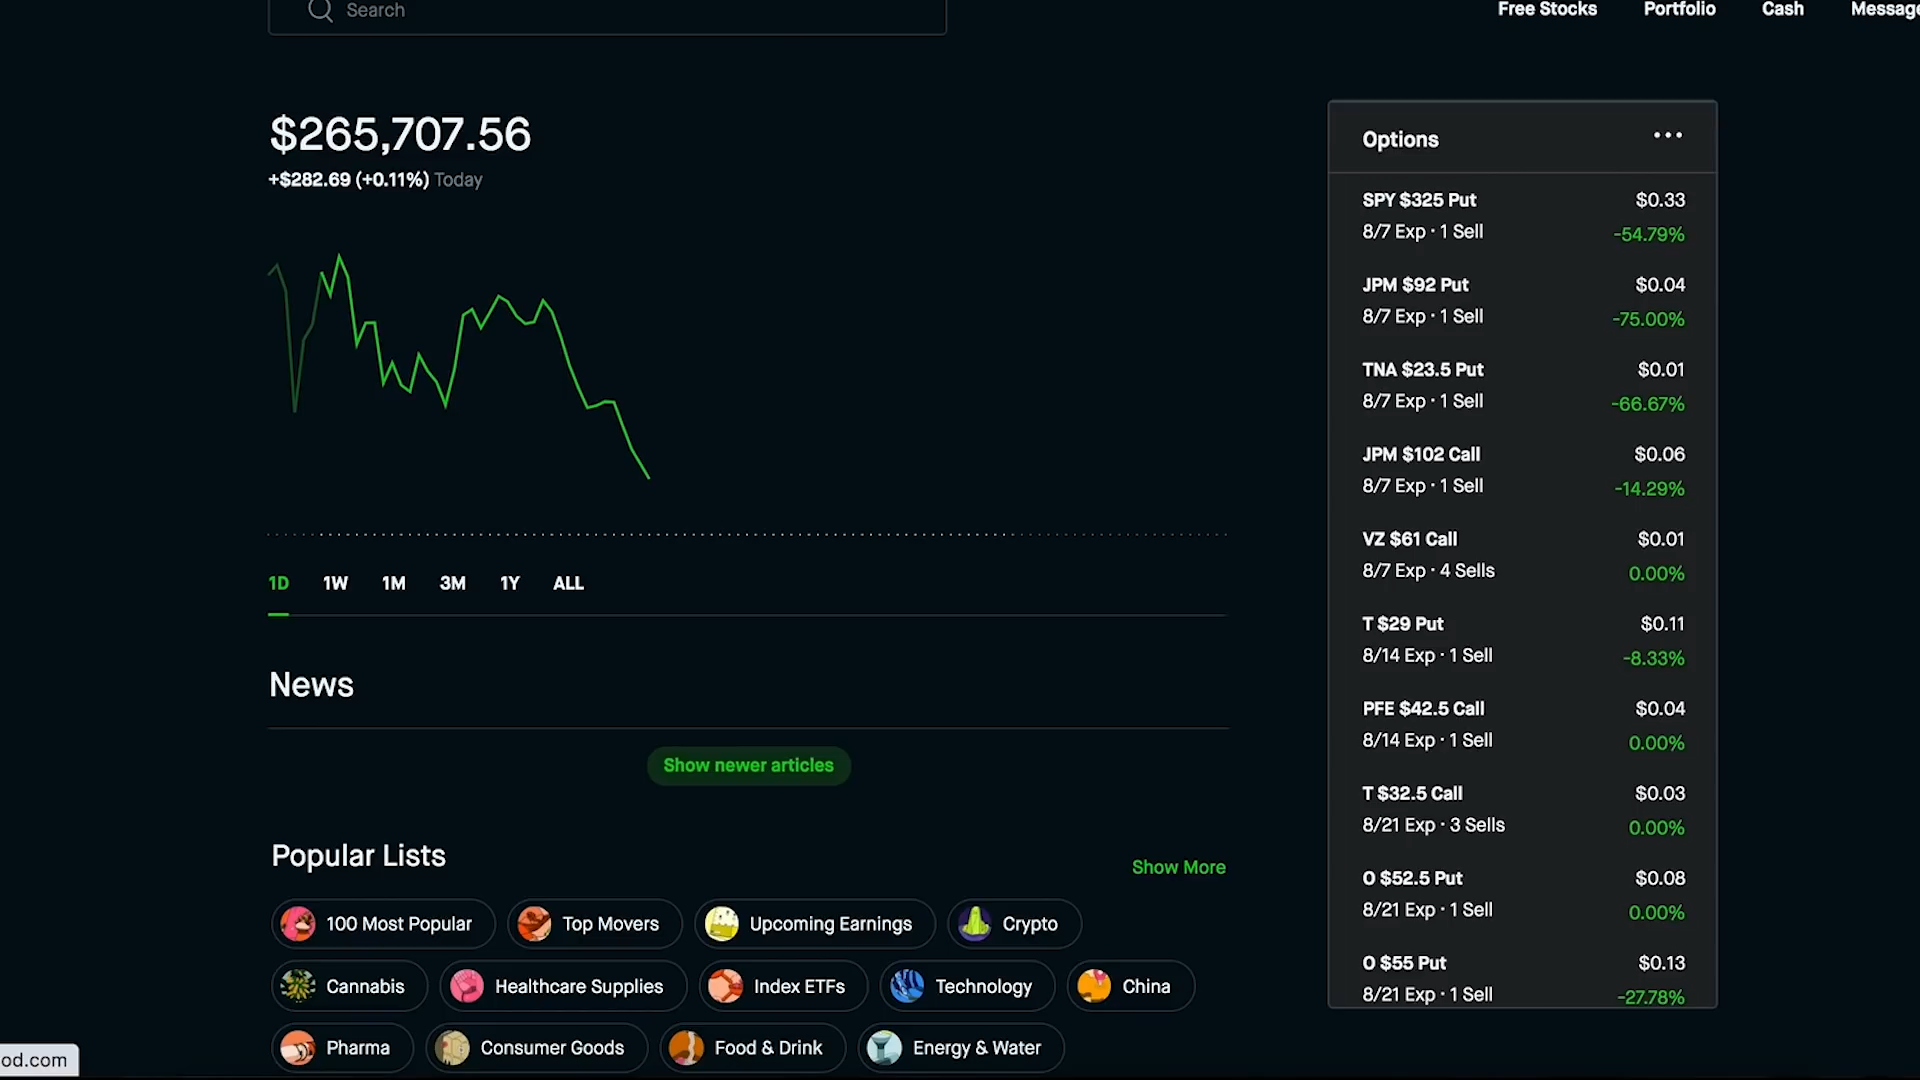 Search
Free Stocks
Portfolio
Cash
Message
$265,707.56
+$282.69 (+0.11%) Today
1D
1W
1M
3M
1Y
ALL
News
Show newer articles
Popular Lists
Show More
100 Most Popular
Top Movers
Upcoming Earnings
Crypto
Cannabis
Healthcare Supplies
Index ETFs
Technology
China
Pharma
Consumer Goods
Food & Drink
Energy & Water
Options
SPY $325 Put $0.33
8/7 Exp · 1 Sell -54.79%
JPM $92 Put $0.04
8/7 Exp · 1 Sell -75.00%
TNA $23.5 Put $0.01
8/7 Exp · 1 Sell -66.67%
JPM $102 Call $0.06
8/7 Exp · 1 Sell -14.29%
VZ $61 Call $0.01
8/7 Exp · 4 Sells 0.00%
T $29 Put $0.11
8/14 Exp · 1 Sell -8.33%
PFE $42.5 Call $0.04
8/14 Exp · 1 Sell 0.00%
T $32.5 Call $0.03
8/21 Exp · 3 Sells 0.00%
O $52.5 Put $0.08
8/21 Exp · 1 Sell 0.00%
O $55 Put $0.13
8/21 Exp · 1 Sell -27.78%
od.com